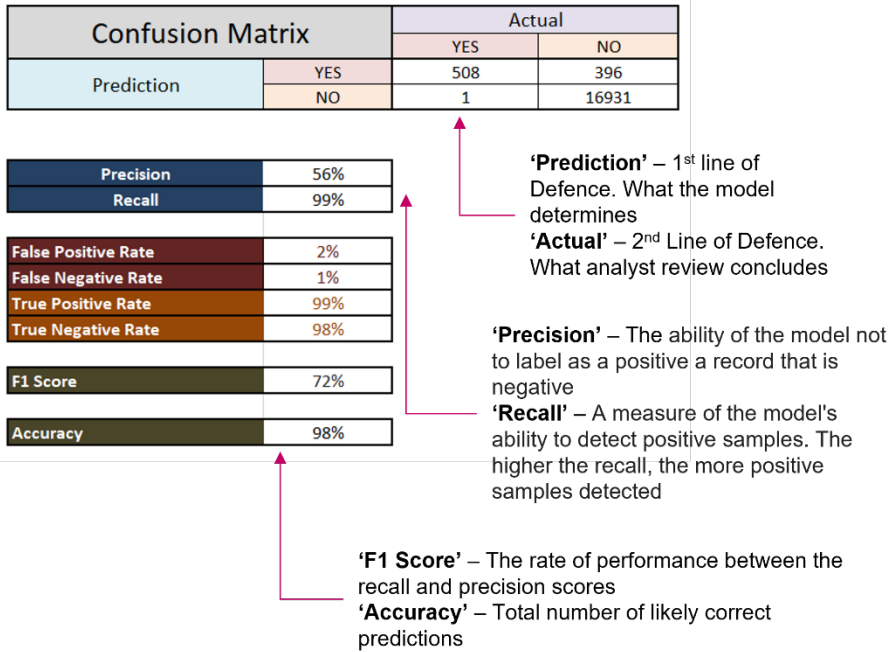 Confusion Matrix
Actual
YES NO
Prediction
YES 508 396
NO 1 16931
Precision 56%
Recall 99%
False Positive Rate 2%
False Negative Rate 1%
True Positive Rate 99%
True Negative Rate 98%
F1 Score 72%
Accuracy 98%
‘Prediction’ – 1st line of
Defence. What the model
determines
‘Actual’ – 2nd Line of Defence.
What analyst review concludes
‘Precision’ – The ability of the model not
to label as a positive a record that is
negative
‘Recall’ – A measure of the model's
ability to detect positive samples. The
higher the recall, the more positive
samples detected
‘F1 Score’ – The rate of performance between the
recall and precision scores
‘Accuracy’ – Total number of likely correct
predictions